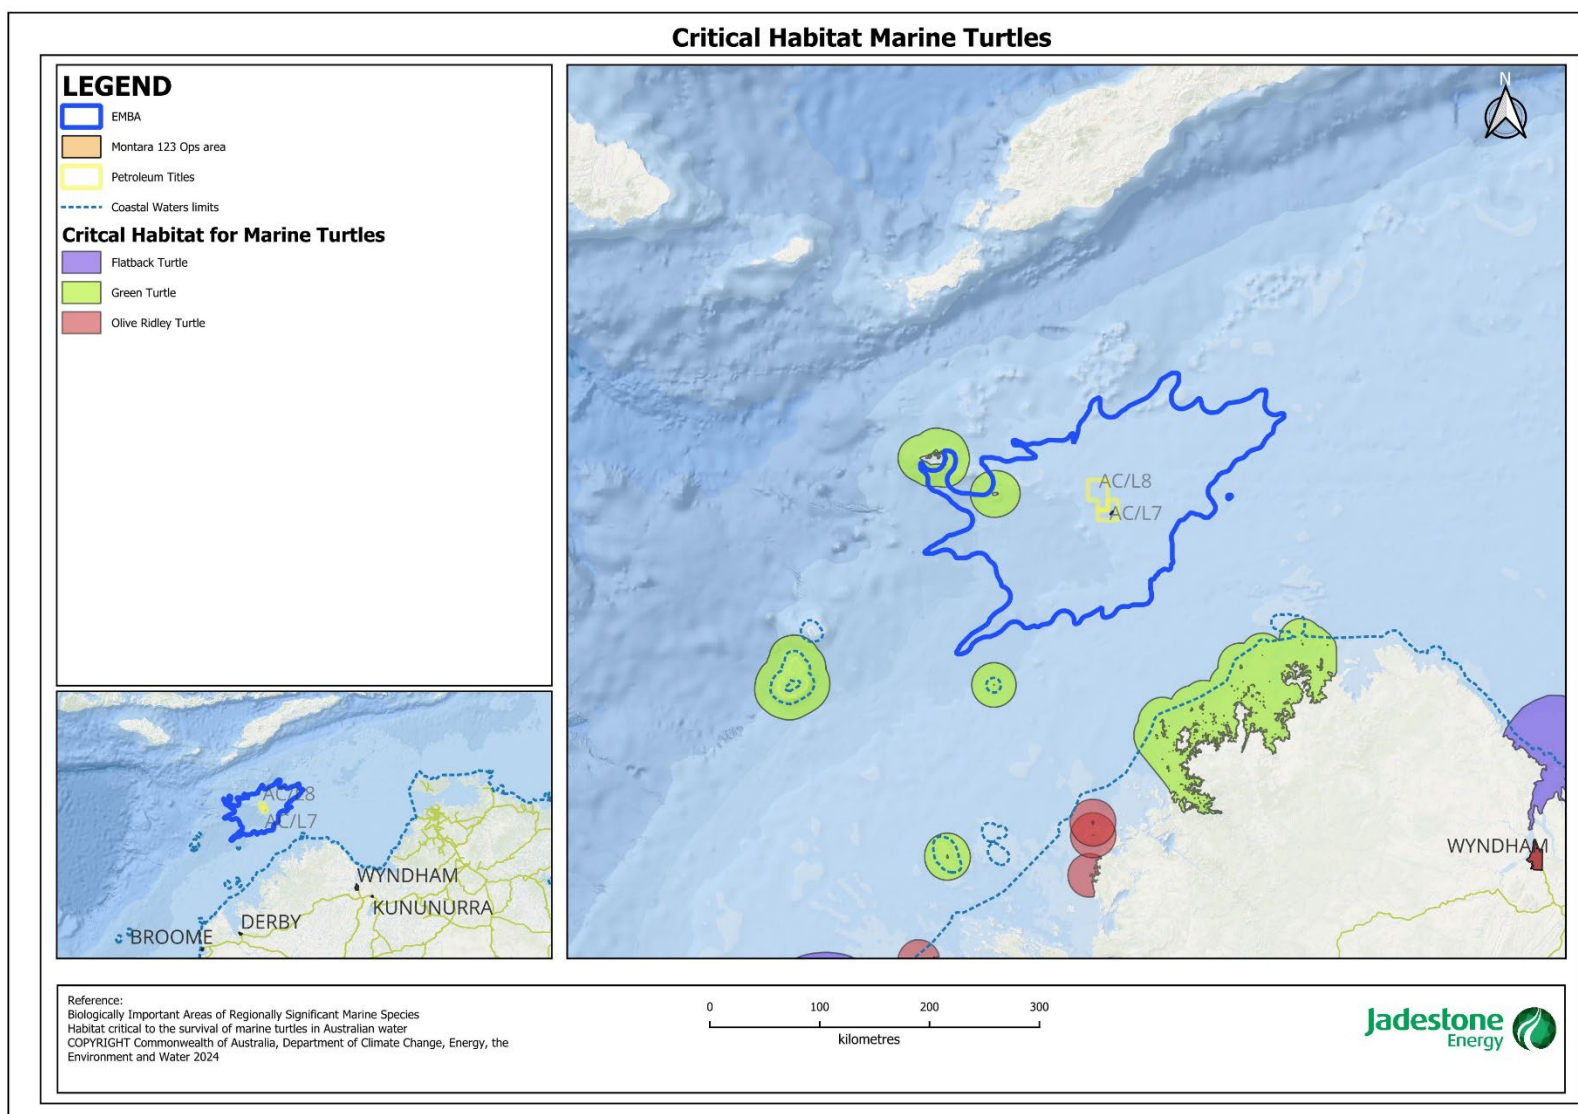 Critical Habitat Marine Turtles
LEGEND
EMBA
Montara 123 Ops area
Petroleum Titles
Coastal Waters limits
Critcal Habitat for Marine Turtles
Flatback Turtle
Green Turtle
Olive Ridley Turtle
N
AC/L8
AC/L7
WYNDHAM
AC/L8
AC/L7
WYNDHAM
KUNUNURRA
DERBY
BROOME
Reference:
Biologically Important Areas of Regionally Significant Marine Species
Habitat critical to the survival of marine turtles in Australian water
COPYRIGHT Commonwealth of Australia, Department of Climate Change, Energy, the
Environment and Water 2024
0 100 200 300
kilometres
Jadestone
Energy